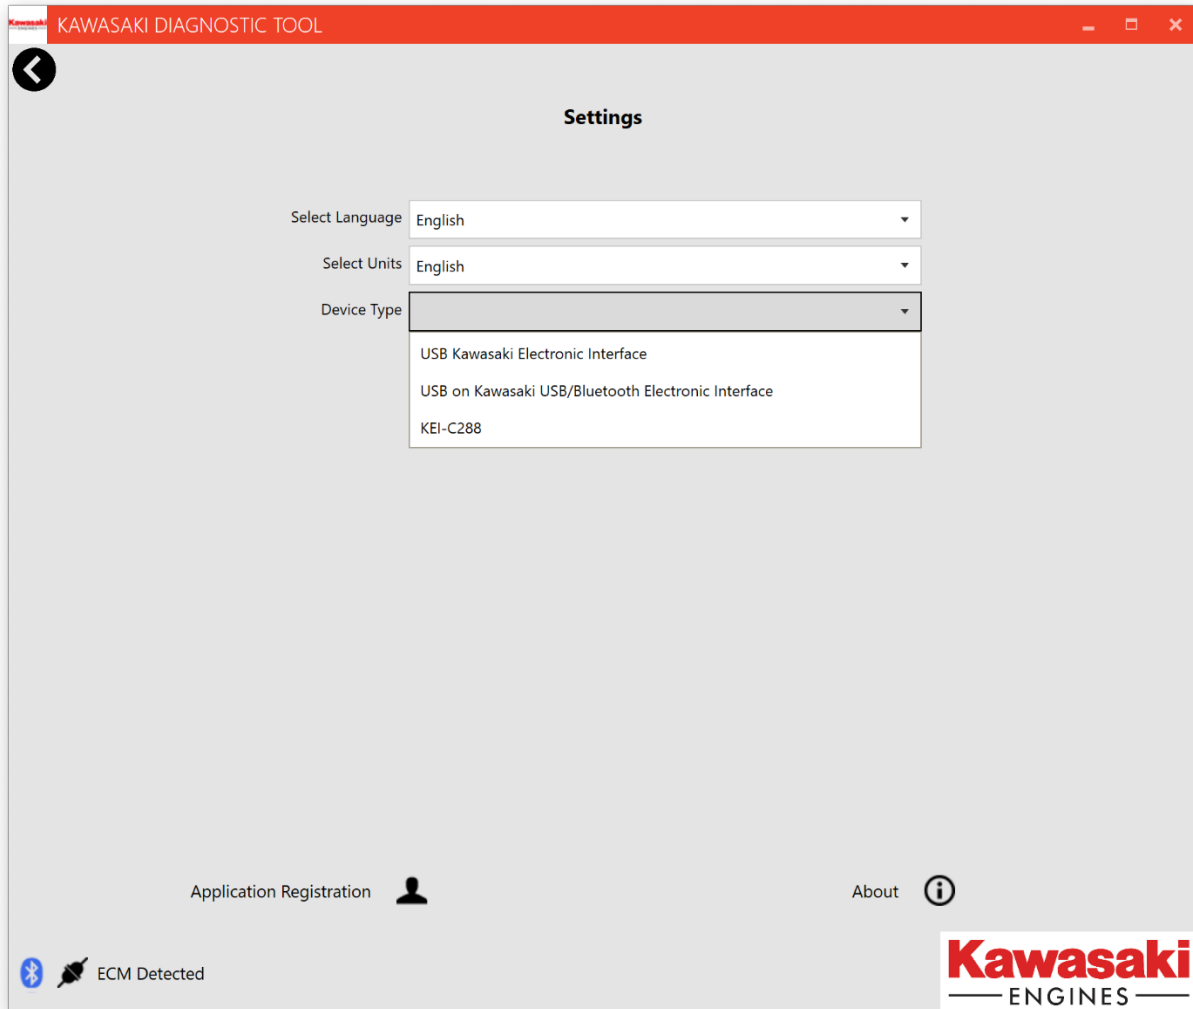 Kawasaki
KAWASAKI DIAGNOSTIC TOOL
Settings
Select Language English
Select Units English
Device Type
USB Kawasaki Electronic Interface
USB on Kawasaki USB/Bluetooth Electronic Interface
KEI-C288
Application Registration
About
ECM Detected
Kawasaki
ENGINES